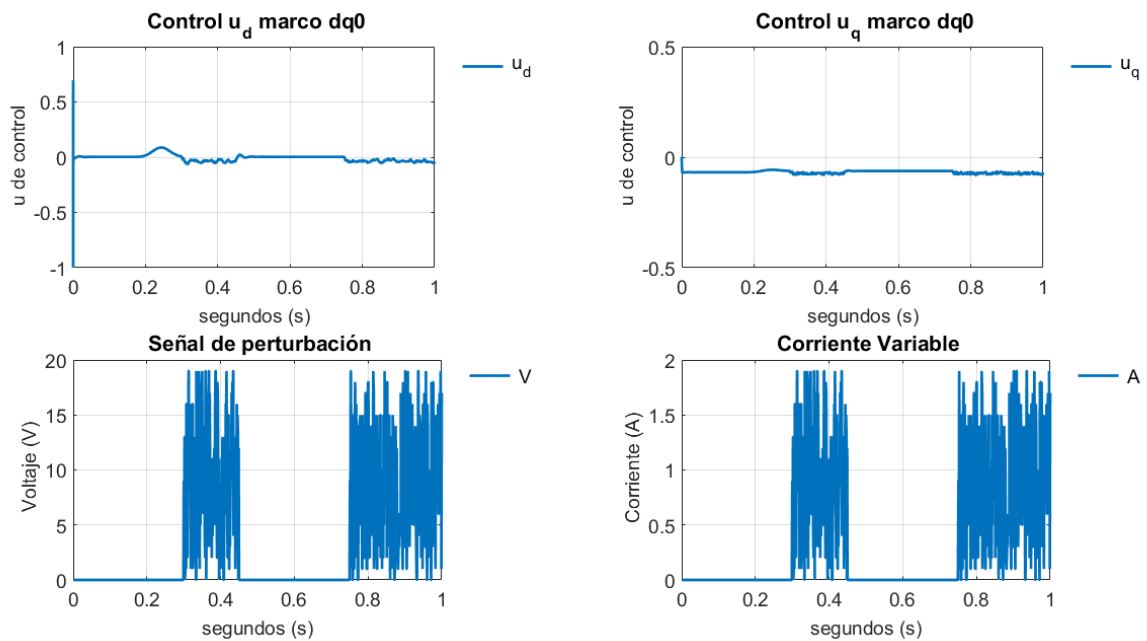 Control u_d marco dq0
u de control
1
0.5
0
-0.5
-1
0 0.2 0.4 0.6 0.8 1
segundos (s)
u_d
Control u_q marco dq0
u de control
0.5
0
-0.5
0 0.2 0.4 0.6 0.8 1
segundos (s)
u_q
Señal de perturbación
Voltaje (V)
20
15
10
5
0
0 0.2 0.4 0.6 0.8 1
segundos (s)
V
Corriente Variable
Corriente (A)
2
1.5
1
0.5
0
0 0.2 0.4 0.6 0.8 1
segundos (s)
A